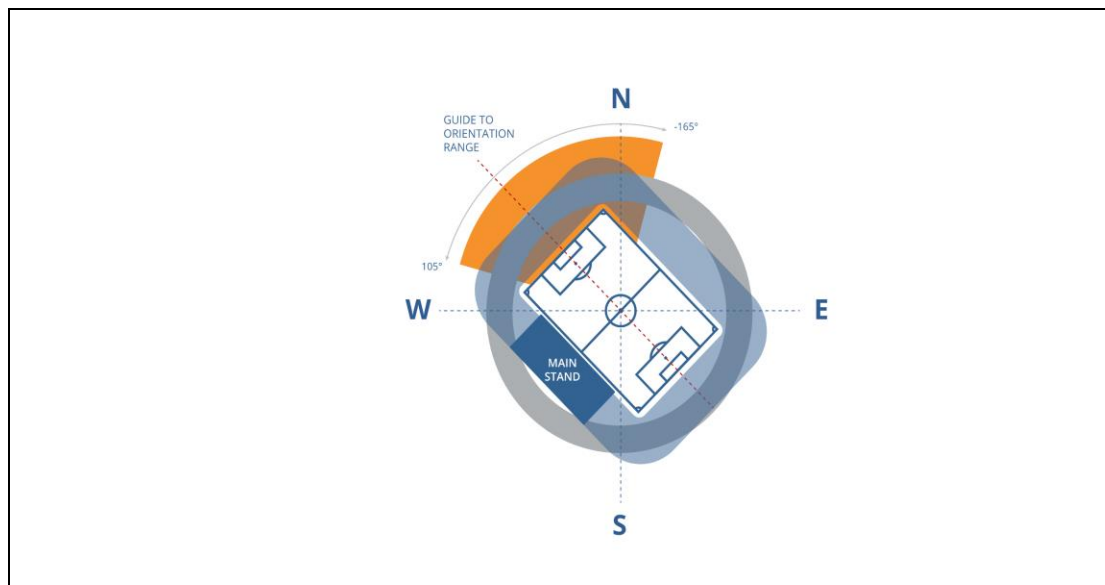 N
GUIDE TO
ORIENTATION
RANGE
-165°
105°
W
E
MAIN
STAND
S